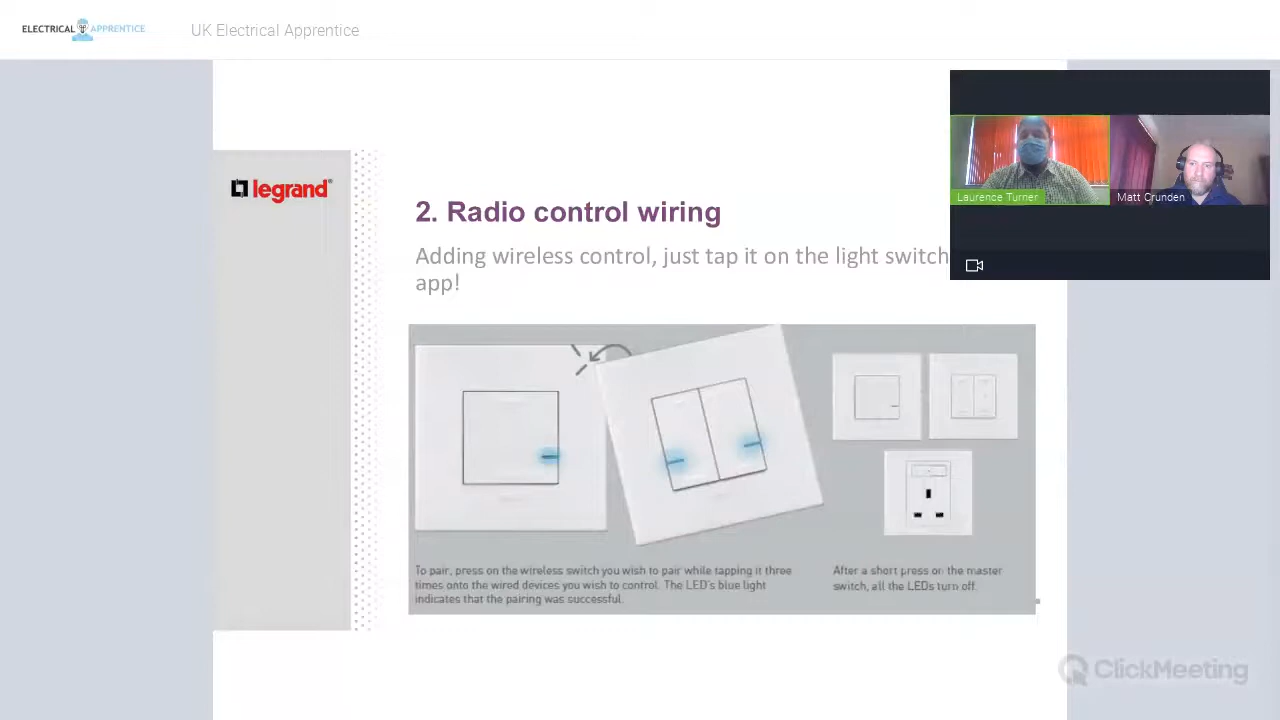 ELECTRICAL APPRENTICE
UK Electrical Apprentice
legrand
Laurence Turner
Matt Crunden
2. Radio control wiring
Adding wireless control, just tap it on the light switch
app!
To pair, press on the wireless switch you wish to pair while tapping it three
times onto the wired devices you wish to control. The LED's blue light
indicates that the pairing was successful.
After a short press on the master
switch, all the LEDs turn off.
ClickMeeting